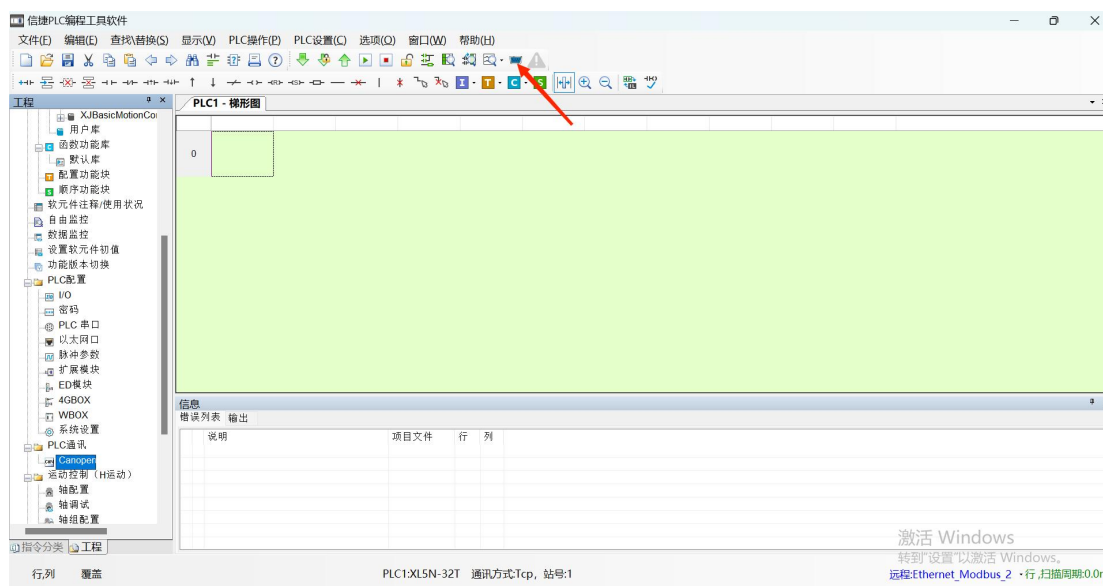 信捷PLC编程工具软件
文件(F) 编辑(E) 查找\替换(S) 显示(V) PLC操作(P) PLC设置(C) 选项(O) 窗口(W) 帮助(H)
工程
PLC1 - 梯形图
XJBasicMotionCo
用户库
函数功能库
默认库
配置功能块
顺序功能块
软元件注释/使用状况
自由监控
数据监控
设置软元件初值
功能版本切换
PLC配置
I/O
密码
PLC 串口
以太网口
脉冲参数
扩展模块
ED模块
4GBOX
WBOX
系统设置
PLC通讯
Canopen
运动控制（H运动）
轴配置
轴调试
轴组配置
指令分类 工程
0
信息
错误列表 输出
说明 项目文件 行 列
激活 Windows
转到"设置"以激活 Windows。
行,列 覆盖 PLC1:XL5N-32T 通讯方式:Tcp，站号:1 远程:Ethernet_Modbus_2 ·行,扫描周期:0.0r